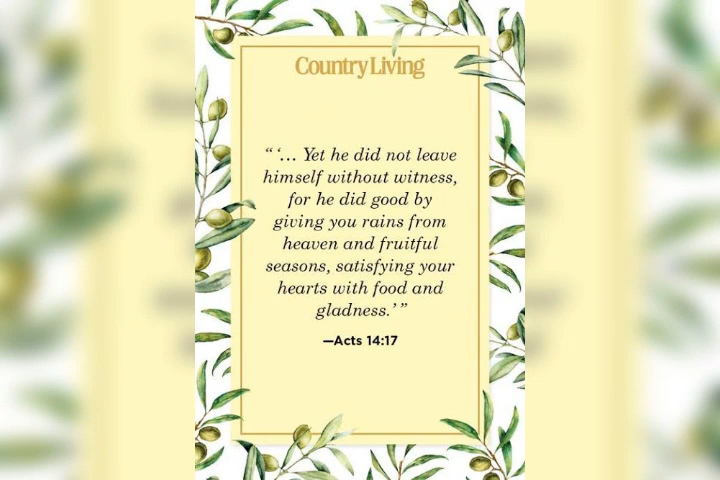 Country Living
“ ‘… Yet he did not leave
himself without witness,
for he did good by
giving you rains from
heaven and fruitful
seasons, satisfying your
hearts with food and
gladness.’ ”
—Acts 14:17